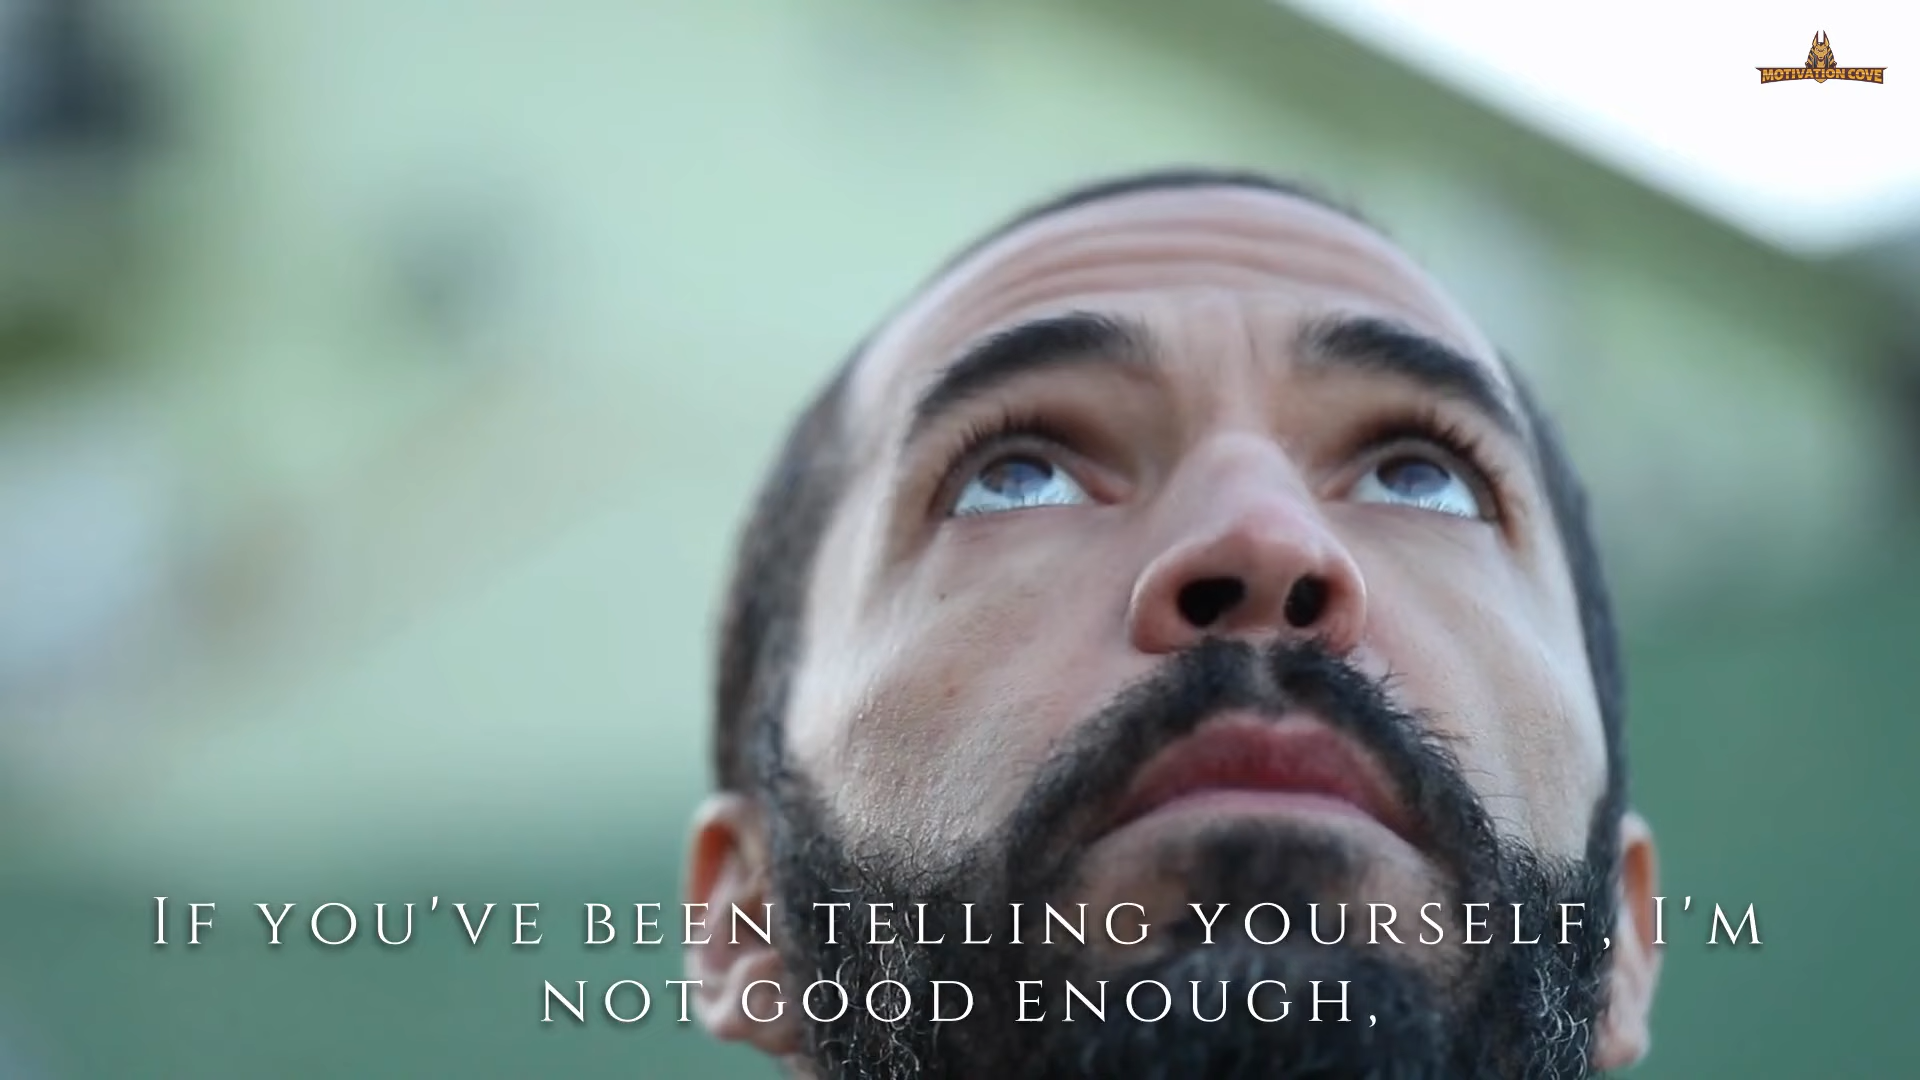 MOTIVATION COVE
IF YOU'VE BEEN TELLING YOURSELF, I'M
NOT GOOD ENOUGH,